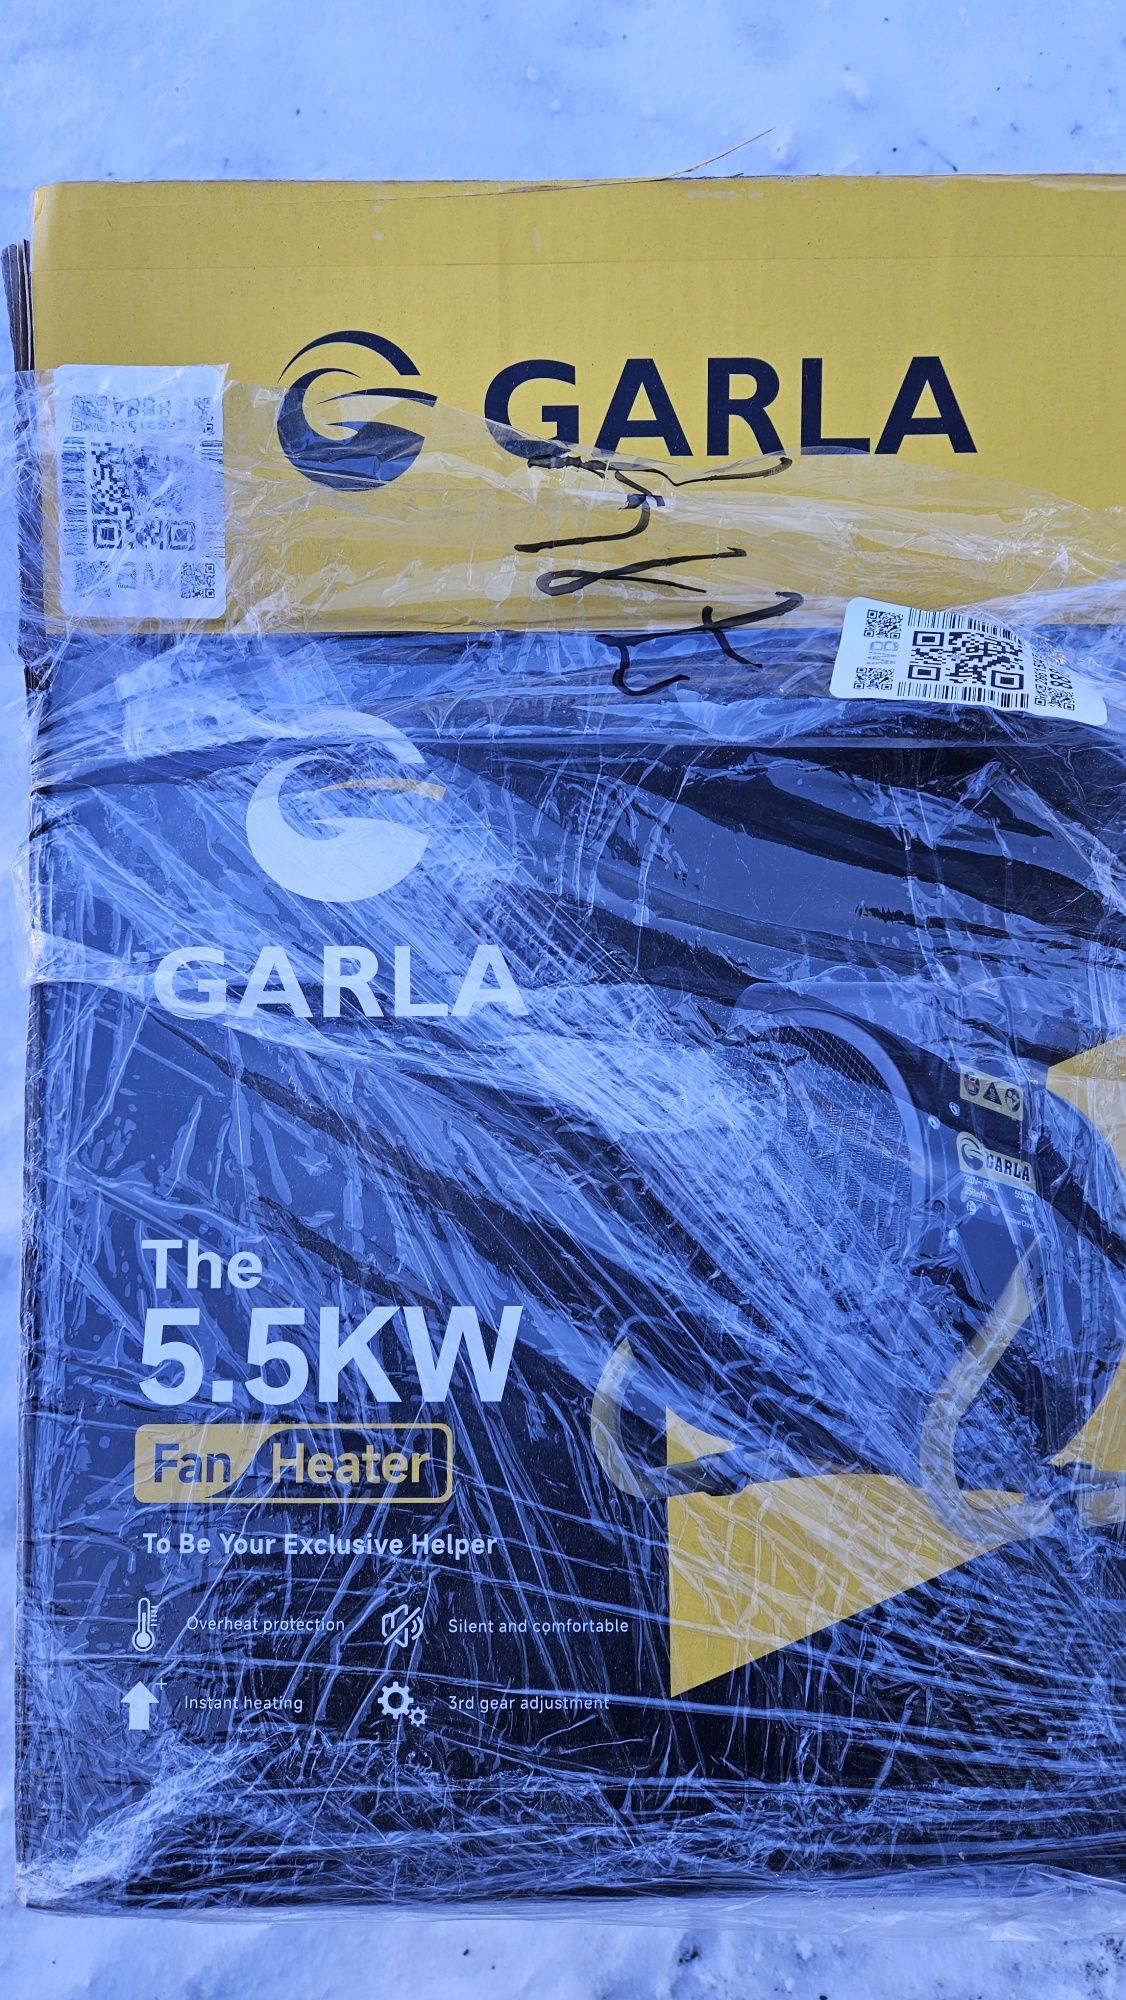 GARLA
GARLA
GARLA
The
5.5KW
Fan Heater
To Be Your Exclusive Helper
Overheat protection
Silent and comfortable
Instant heating
3rd gear adjustment